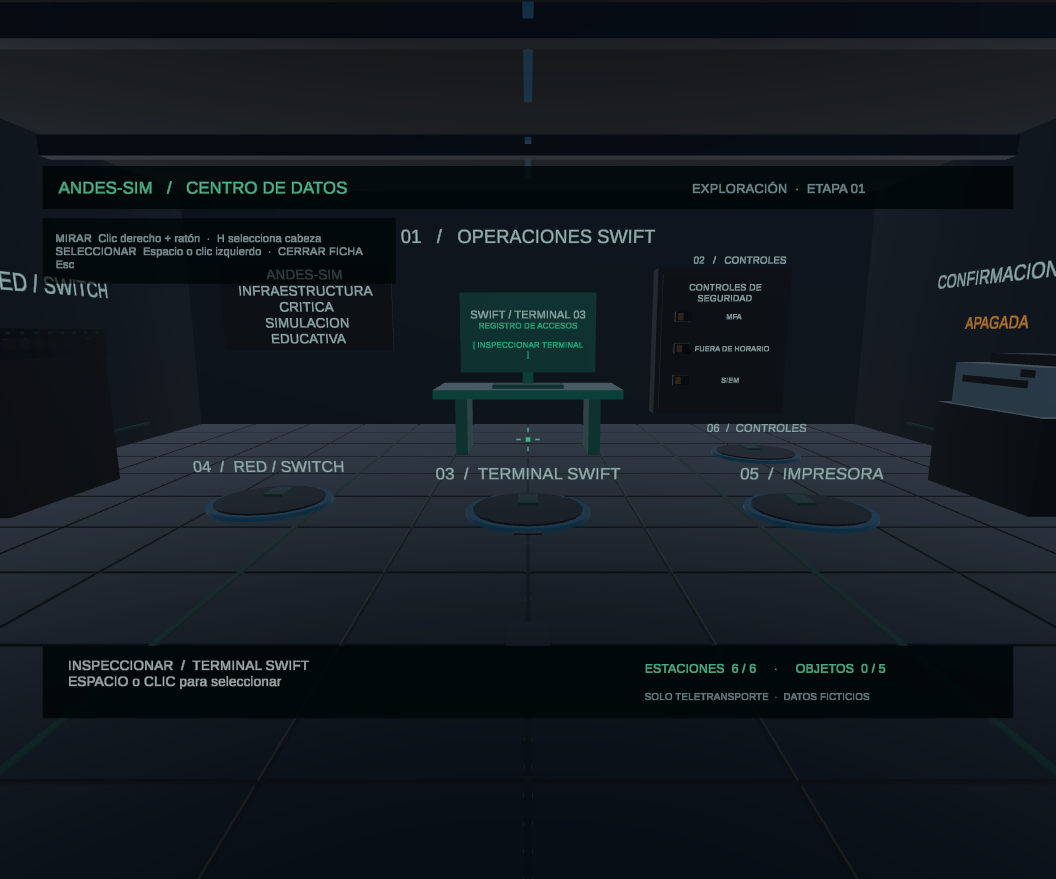 ANDES-SIM / CENTRO DE DATOS
EXPLORACIÓN · ETAPA 01
MIRAR Clic derecho + ratón · H selecciona cabeza
SELECCIONAR Espacio o clic izquierdo · CERRAR FICHA
Esc
01 / OPERACIONES SWIFT
ED / SWITCH
ANDES-SIM
INFRAESTRUCTURA
CRITICA
SIMULACION
EDUCATIVA
SWIFT / TERMINAL 03
REGISTRO DE ACCESOS
[ INSPECCIONAR TERMINAL
]
02 / CONTROLES
CONTROLES DE
SEGURIDAD
MFA
FUERA DE HORARIO
SIEM
CONFIRMACION
APAGADA
06 / CONTROLES
04 / RED / SWITCH
03 / TERMINAL SWIFT
05 / IMPRESORA
INSPECCIONAR / TERMINAL SWIFT
ESPACIO o CLIC para seleccionar
ESTACIONES 6 / 6 · OBJETOS 0 / 5
SOLO TELETRANSPORTE · DATOS FICTICIOS